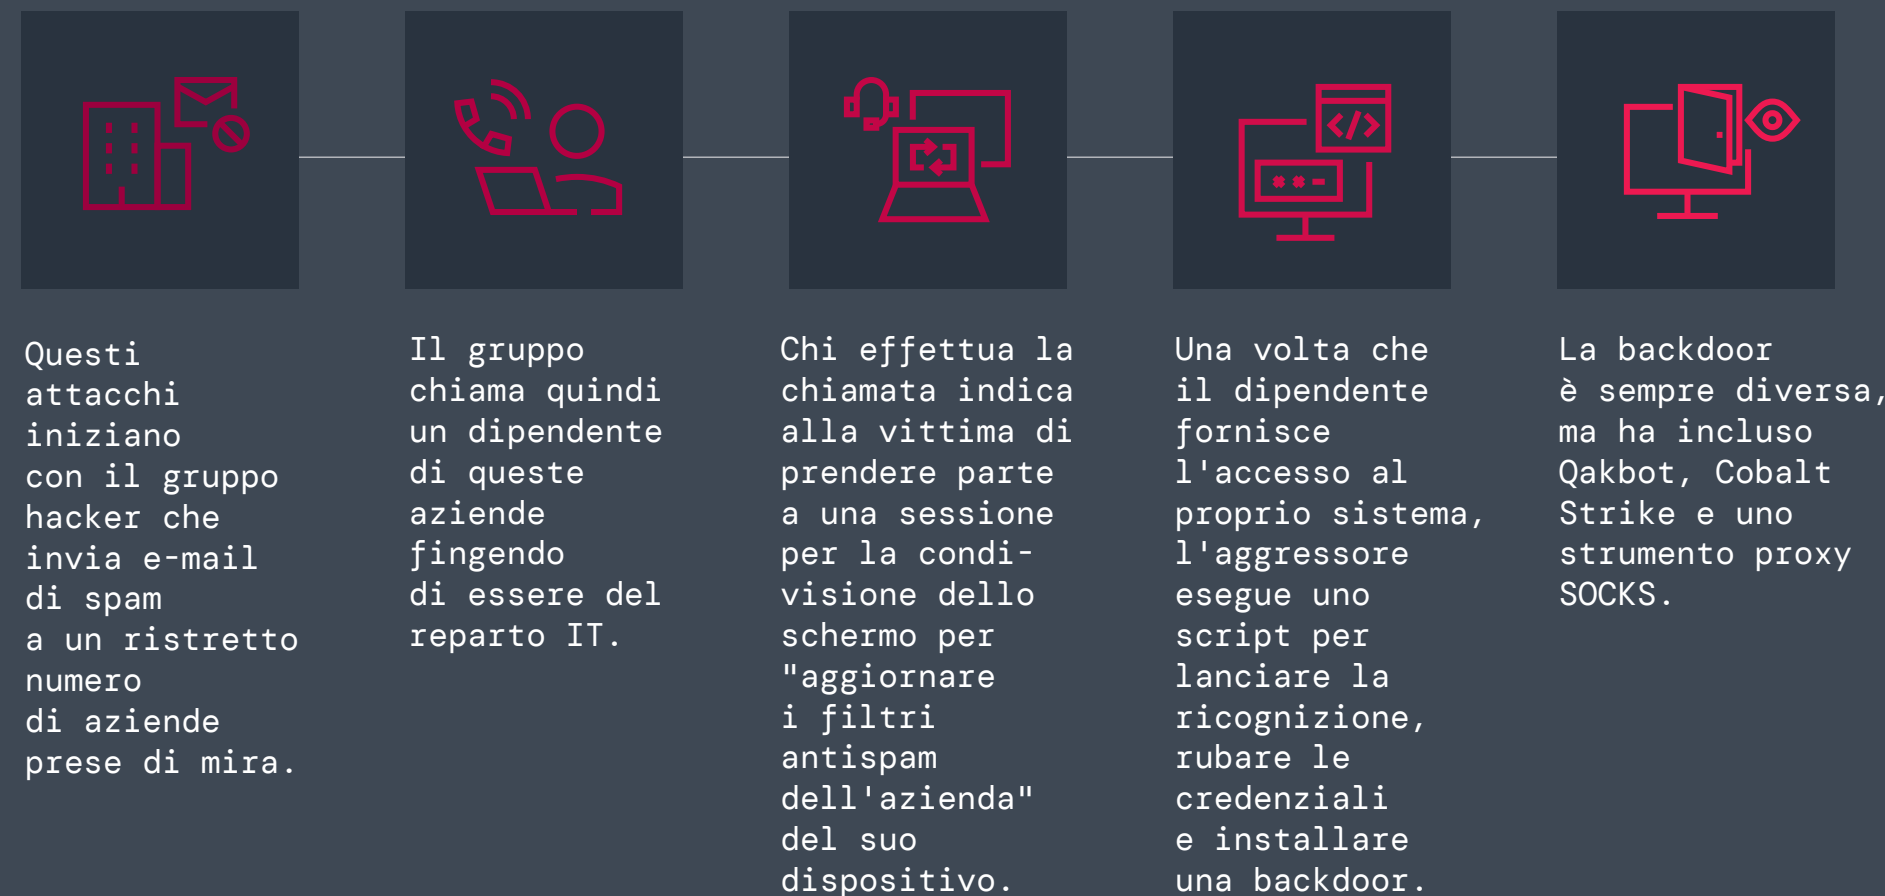 Questi
attacchi
iniziano
con il gruppo
hacker che
invia e-mail
di spam
a un ristretto
numero
di aziende
prese di mira.
Il gruppo
chiama quindi
un dipendente
di queste
aziende
fingendo
di essere del
reparto IT.
Chi effettua la
chiamata indica
alla vittima di
prendere parte
a una sessione
per la condi-
visione dello
schermo per
"aggiornare
i filtri
antispam
dell'azienda"
del suo
dispositivo.
Una volta che
il dipendente
fornisce
l'accesso al
proprio sistema,
l'aggressore
esegue uno
script per
lanciare la
ricognizione,
rubare le
credenziali
e installare
una backdoor.
La backdoor
è sempre diversa,
ma ha incluso
Qakbot, Cobalt
Strike e uno
strumento proxy
SOCKS.